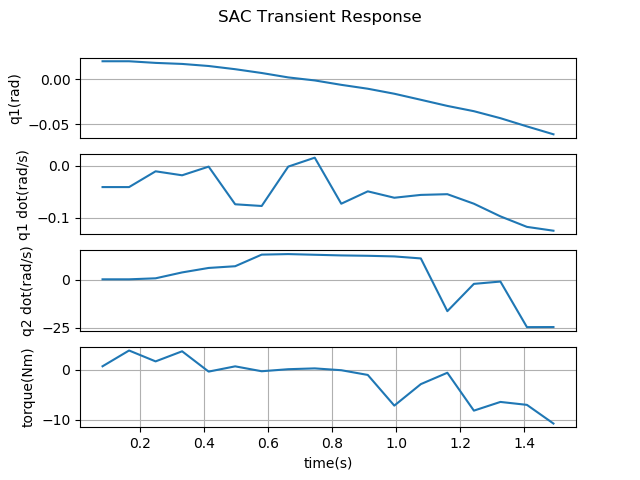 SAC Transient Response
q1(rad)
0.00
−0.05
q1 dot(rad/s)
0.0
−0.1
q2 dot(rad/s)
0
−25
torque(Nm)
0
−10
0.2 0.4 0.6 0.8 1.0 1.2 1.4
time(s)